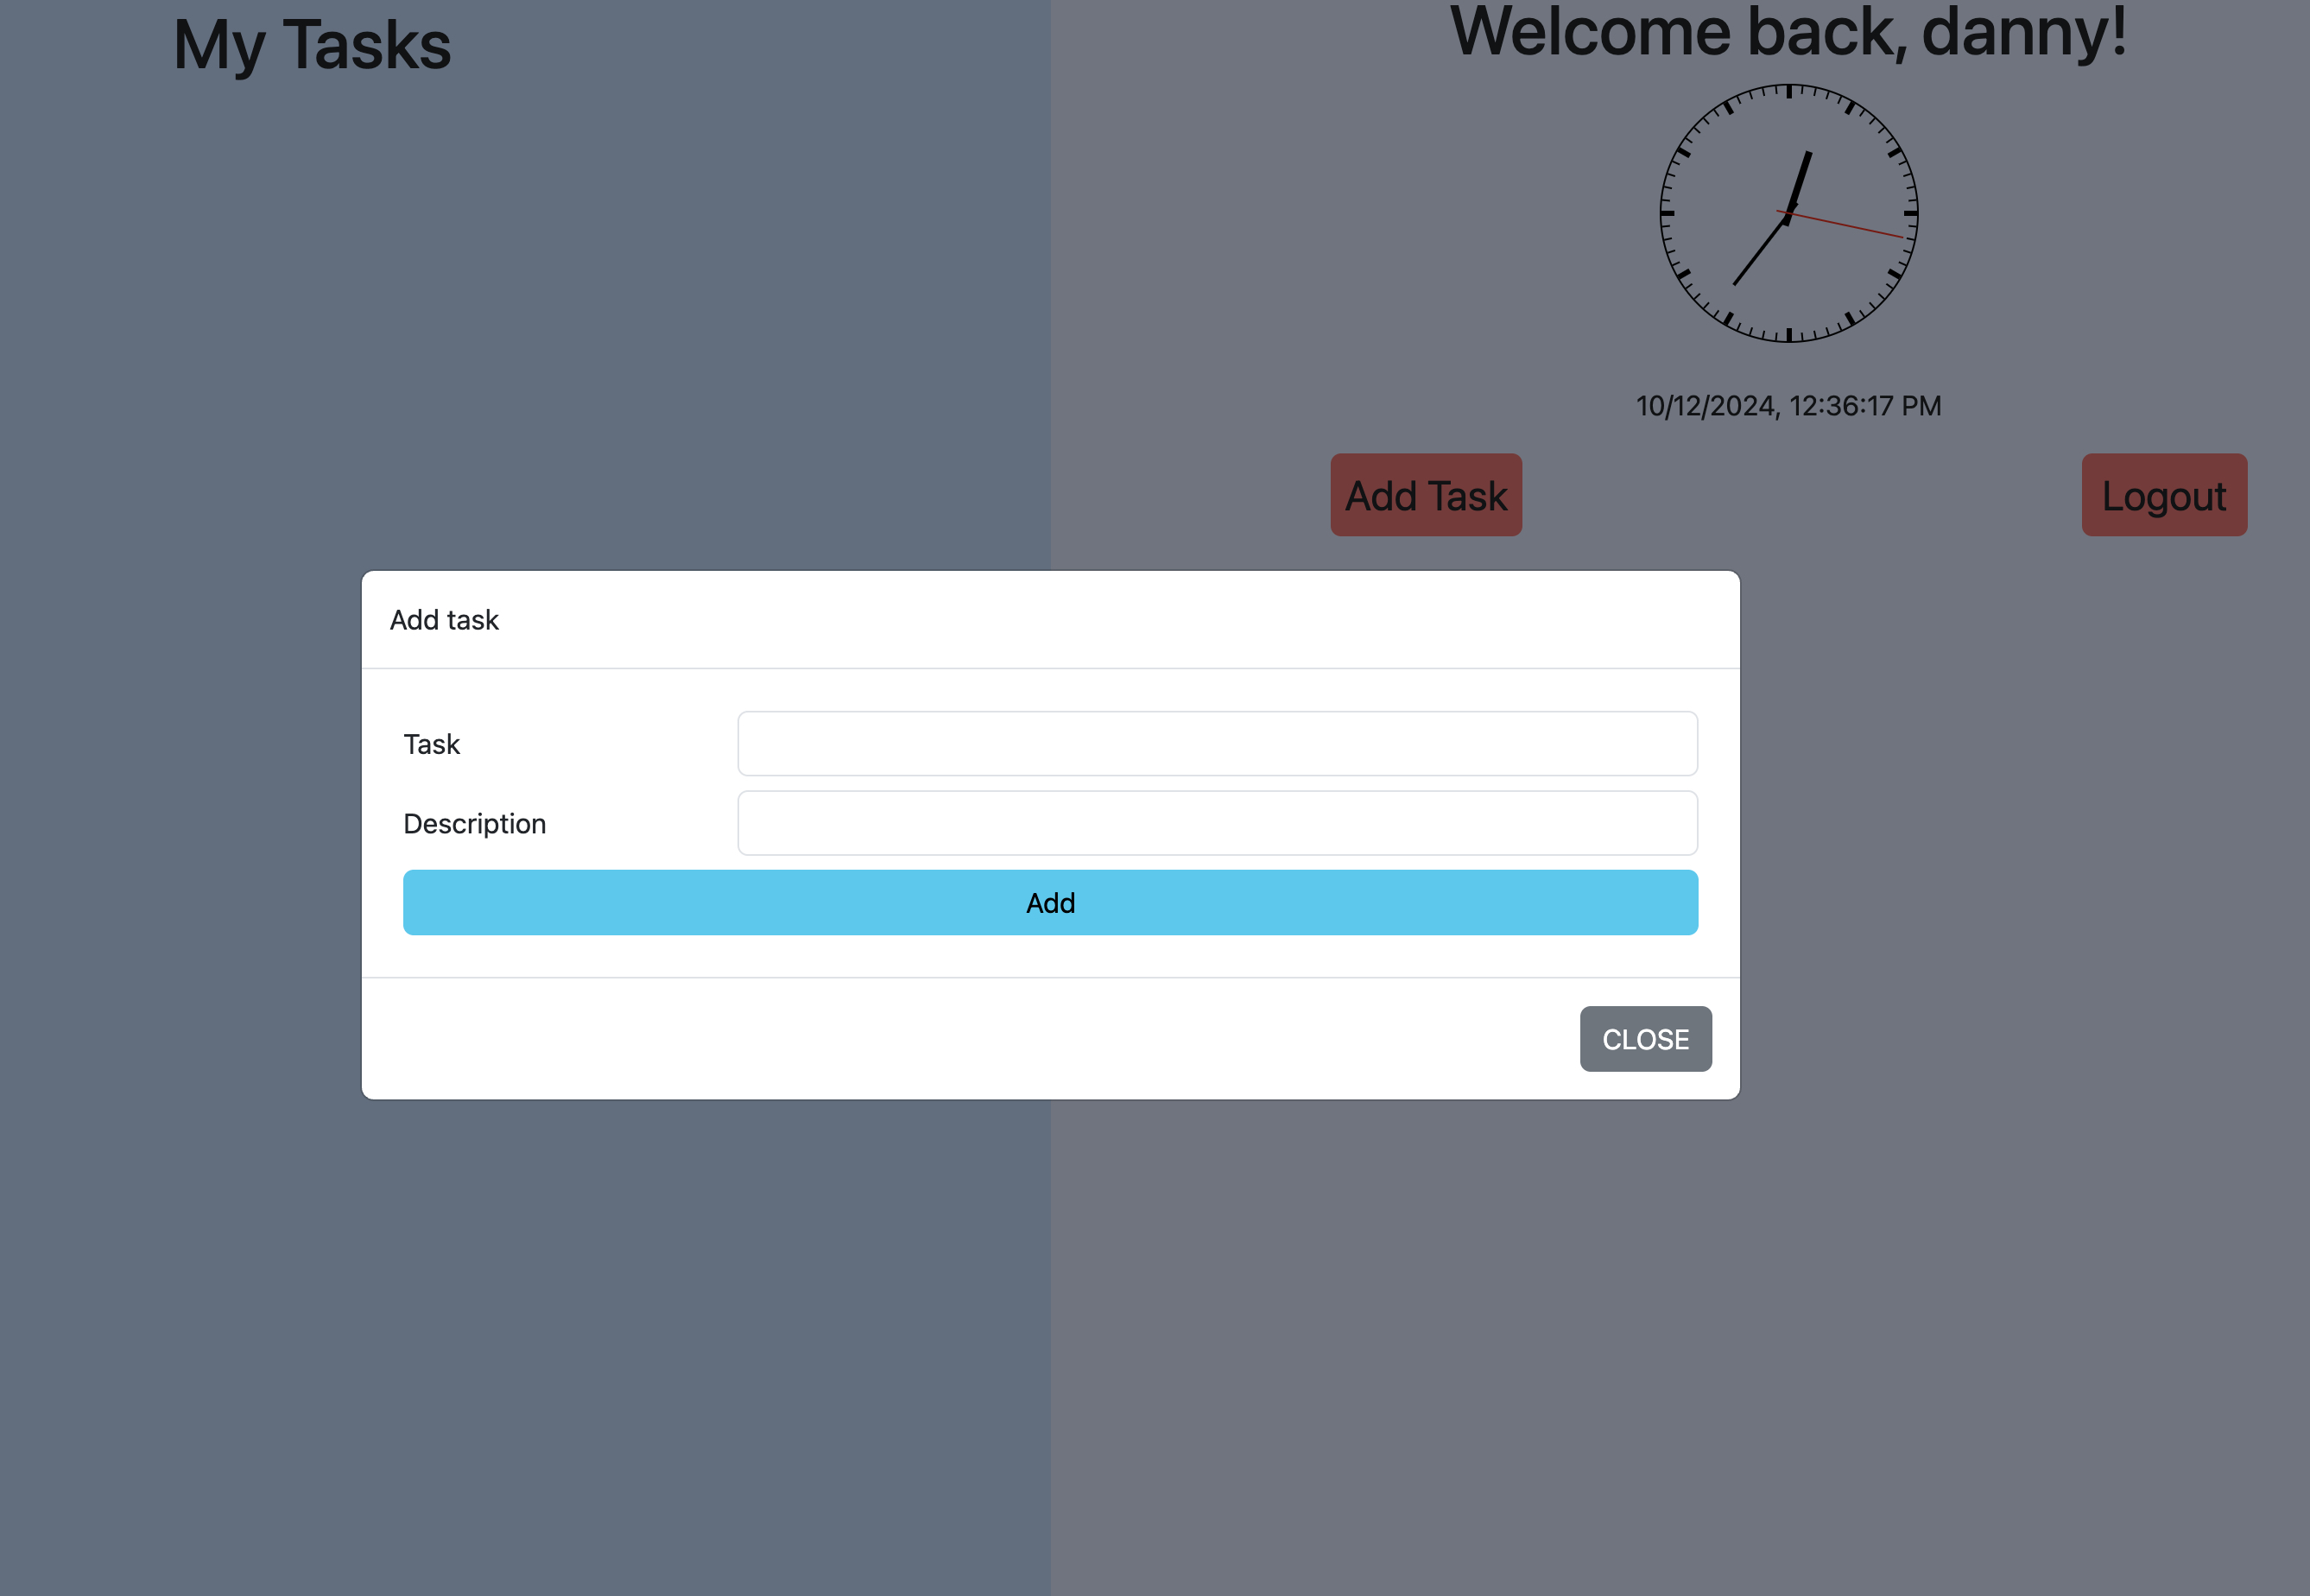 My Tasks
Welcome back, danny!
10/12/2024, 12:36:17 PM
Add Task
Logout
Add task
Task
Description
Add
CLOSE